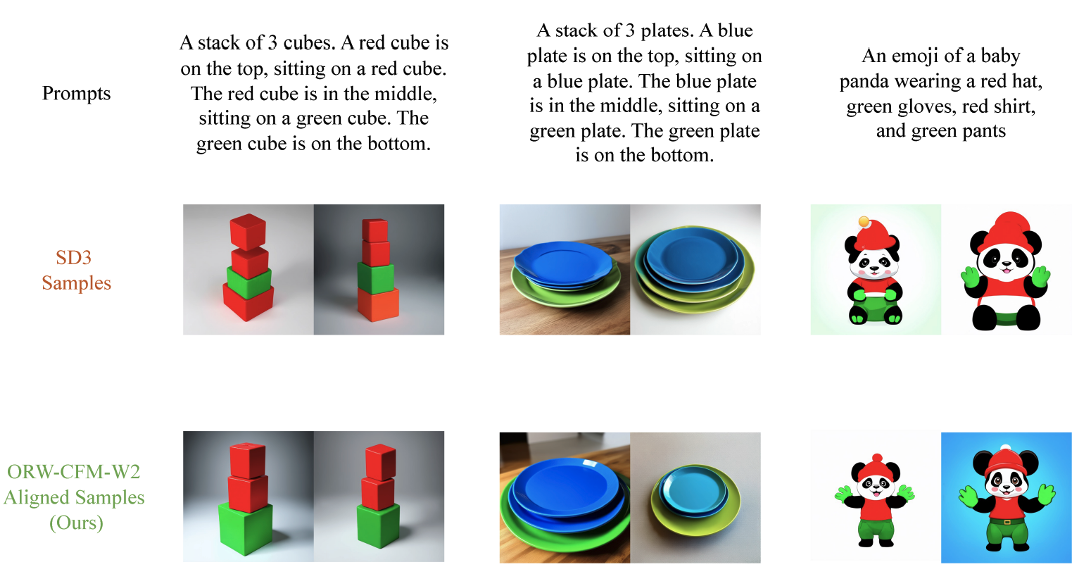 Prompts
A stack of 3 cubes. A red cube is
on the top, sitting on a red cube.
The red cube is in the middle,
sitting on a green cube. The
green cube is on the bottom.
A stack of 3 plates. A blue
plate is on the top, sitting on
a blue plate. The blue plate
is in the middle, sitting on a
green plate. The green plate
is on the bottom.
An emoji of a baby
panda wearing a red hat,
green gloves, red shirt,
and green pants
SD3
Samples
ORW-CFM-W2
Aligned Samples
(Ours)